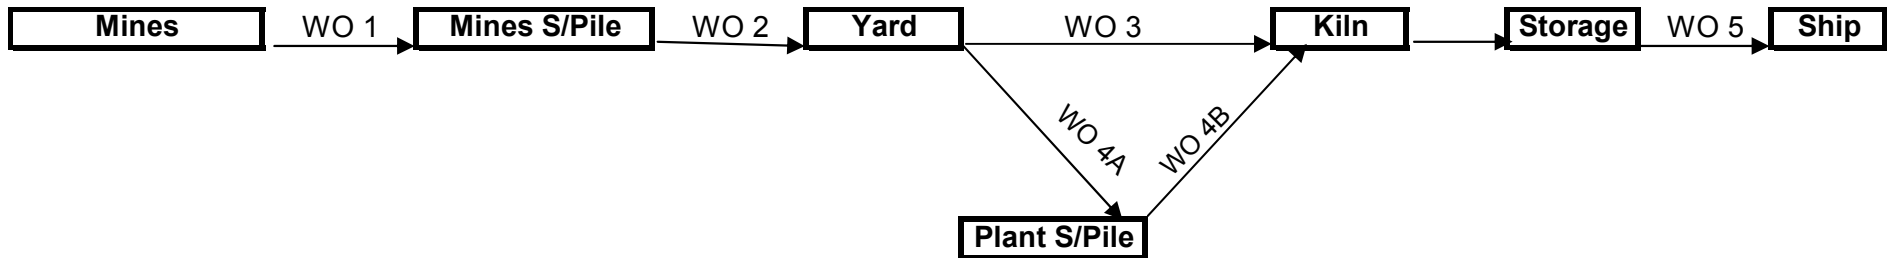 Mines WO 1 Mines S/Pile WO 2 Yard WO 3 Kiln Storage WO 5 Ship
WO 4A WO 4B
Plant S/Pile